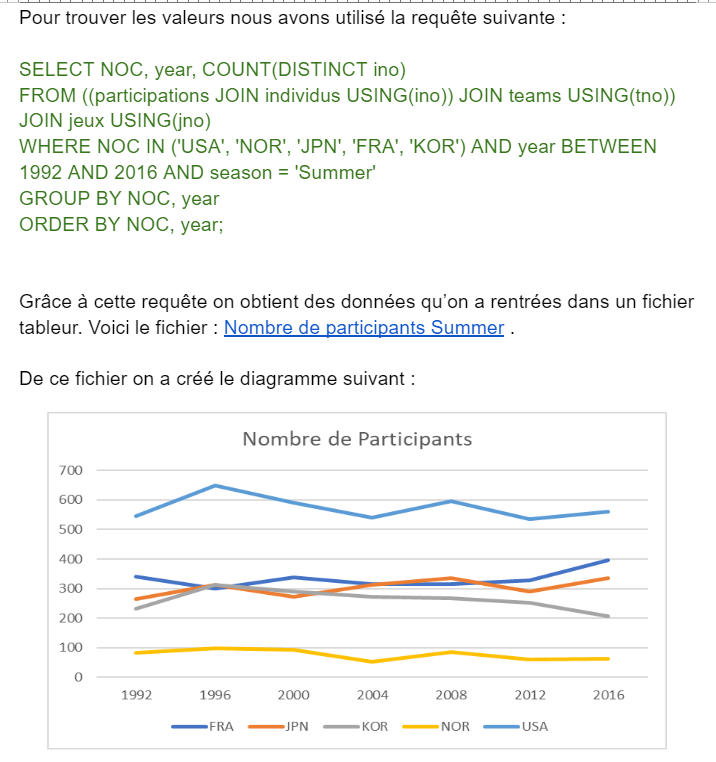 Pour trouver les valeurs nous avons utilisé la requête suivante :
SELECT NOC, year, COUNT(DISTINCT ino)
FROM ((participations JOIN individus USING(ino)) JOIN teams USING(tno))
JOIN jeux USING(jno)
WHERE NOC IN ('USA', 'NOR', 'JPN', 'FRA', 'KOR') AND year BETWEEN
1992 AND 2016 AND season = 'Summer'
GROUP BY NOC, year
ORDER BY NOC, year;
Grâce à cette requête on obtient des données qu’on a rentrées dans un fichier
tableur. Voici le fichier : Nombre de participants Summer .
De ce fichier on a créé le diagramme suivant :
Nombre de Participants
700
600
500
400
300
200
100
0
1992 1996 2000 2004 2008 2012 2016
FRA JPN KOR NOR USA